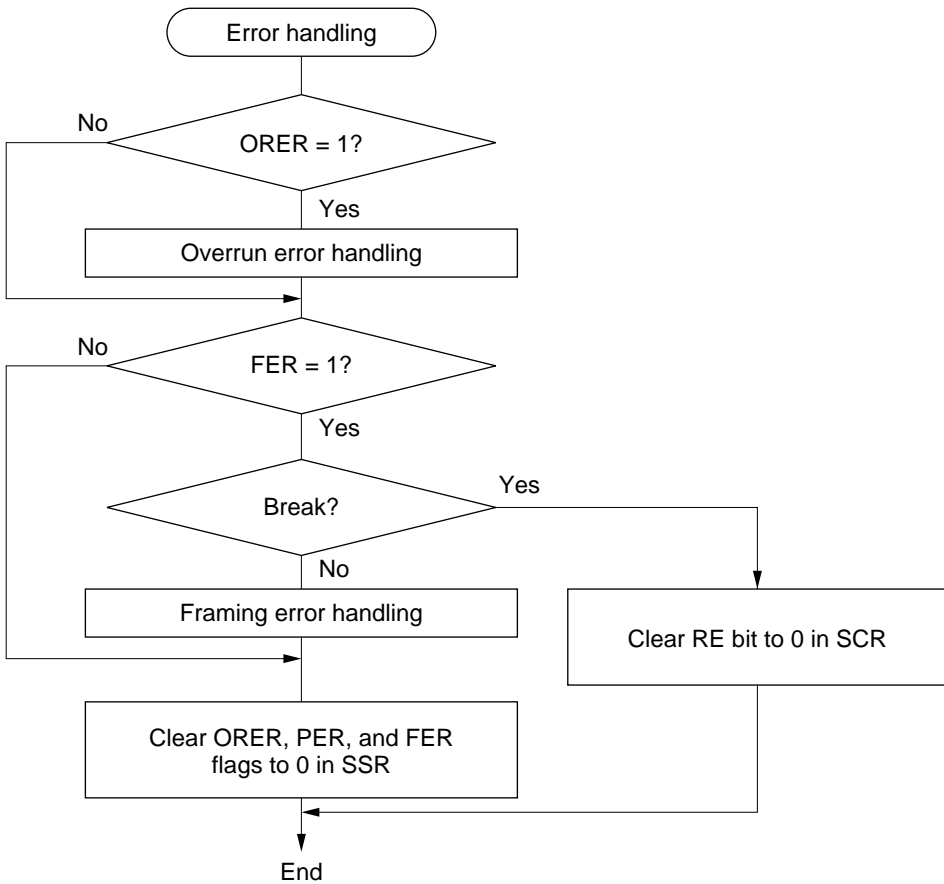 Error handling
No
ORER = 1?
Yes
Overrun error handling
No
FER = 1?
Yes
Yes
Break?
No
Framing error handling
Clear RE bit to 0 in SCR
Clear ORER, PER, and FER
flags to 0 in SSR
End